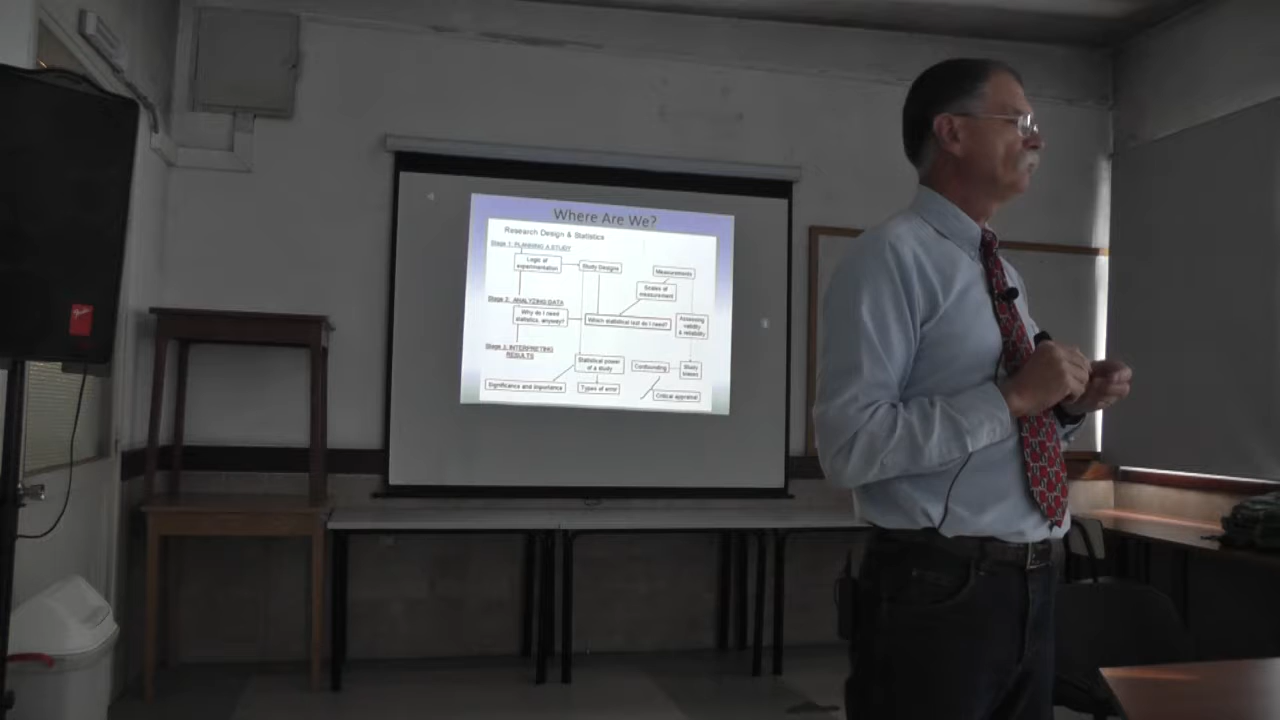 Where Are We?
Research Design & Statistics
Stage 1: PLANNING A STUDY
Logic of
experimentation
Study Designs
Measurements
Scales of
measurement
Stage 2: ANALYZING DATA
Why do I need
statistics, anyway?
Which statistical test do I need?
Assessing
validity
& reliability
Stage 3: INTERPRETING
RESULTS
Statistical power
of a study
Confounding
Study
biases
Significance and importance
Types of error
Critical appraisal